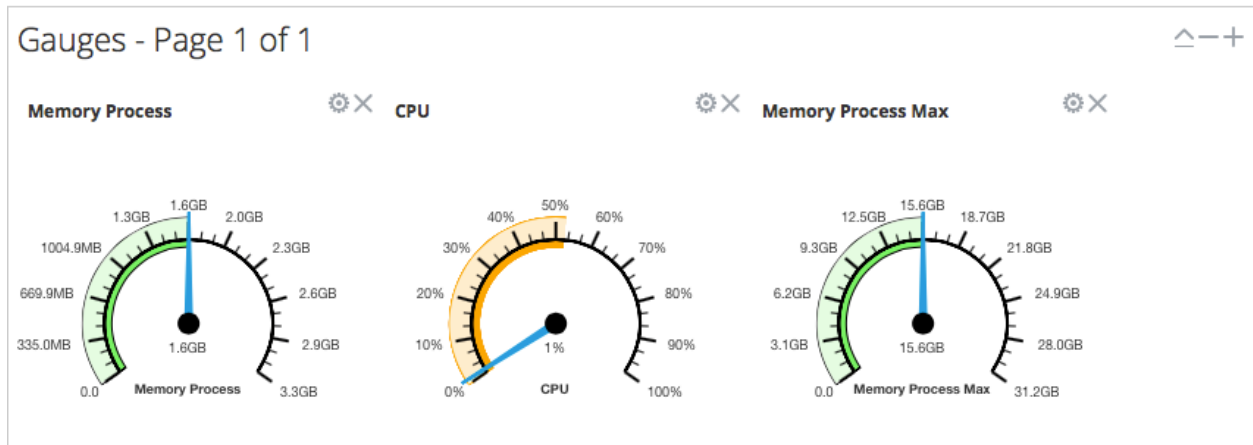 Gauges - Page 1 of 1
Memory Process
CPU
Memory Process Max
1.6GB
1.3GB
2.0GB
1004.9MB
2.3GB
669.9MB
2.6GB
335.0MB
2.9GB
1.6GB
0.0
Memory Process
3.3GB
50%
40%
60%
30%
70%
20%
80%
10%
90%
1%
0%
CPU
100%
15.6GB
12.5GB
18.7GB
9.3GB
21.8GB
6.2GB
24.9GB
3.1GB
28.0GB
15.6GB
0.0
Memory Process Max
31.2GB